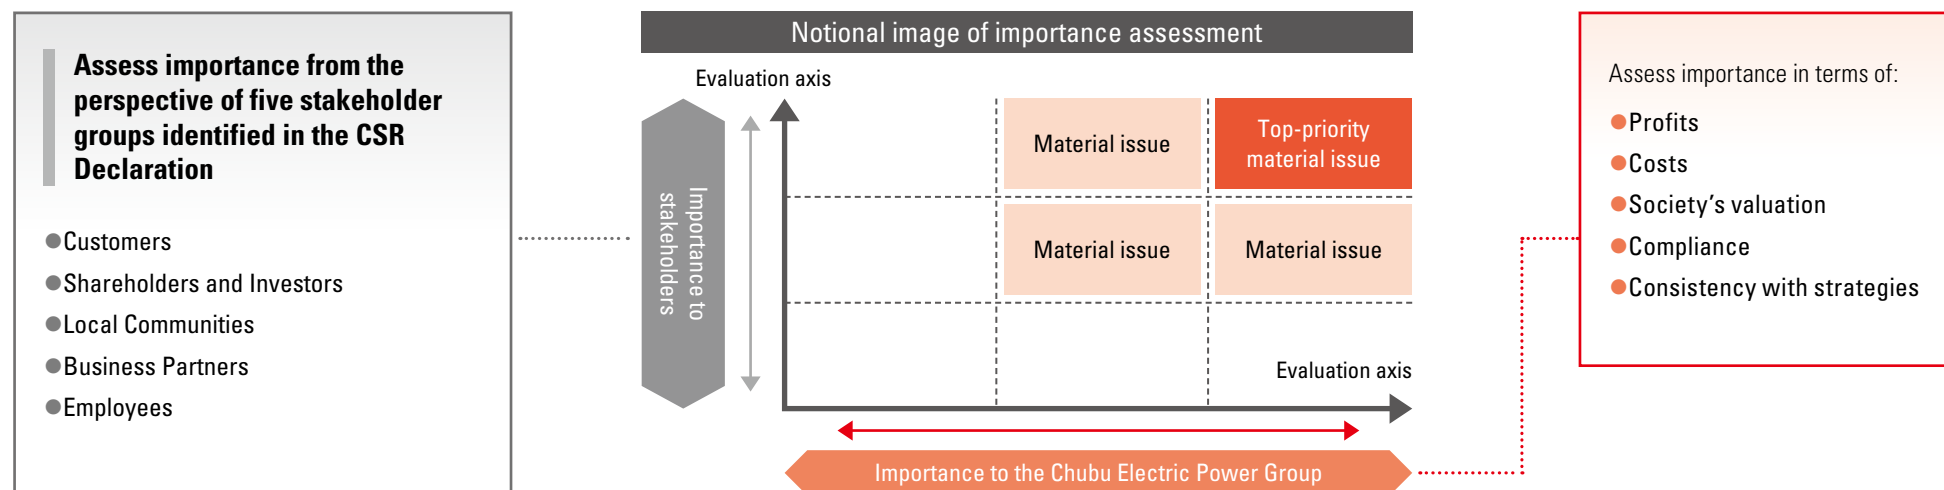 Assess importance from the
perspective of five stakeholder
groups identified in the CSR
Declaration
●Customers
●Shareholders and Investors
●Local Communities
●Business Partners
●Employees
Notional image of importance assessment
Evaluation axis
Importance to
stakeholders
Material issue
Top-priority
material issue
Material issue
Material issue
Evaluation axis
Importance to the Chubu Electric Power Group
Assess importance in terms of:
●Profits
●Costs
●Society’s valuation
●Compliance
●Consistency with strategies